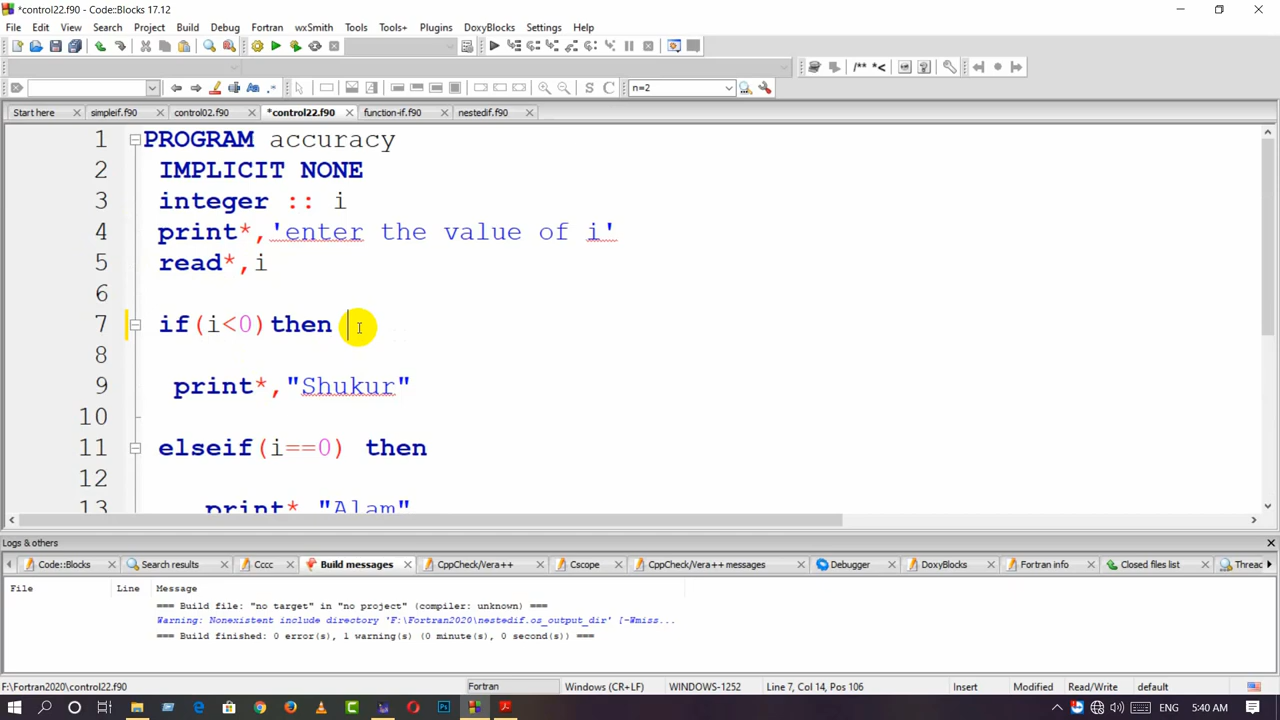 *control22.f90 - Code::Blocks 17.12
File Edit View Search Project Build Debug Fortran wxSmith Tools Tools+ Plugins DoxyBlocks Settings Help
/** *<
S C n=2
Start here simpleif.f90 control02.f90 *control22.f90 function-if.f90 nestedif.f90
1 PROGRAM accuracy
2 IMPLICIT NONE
3 integer :: i
4 print*,'enter the value of i'
5 read*,i
6
7 if(i<0)then
8
9 print*,"Shukur"
10
11 elseif(i==0) then
12
13 print* "Alam"
Logs & others
Code::Blocks Search results Cccc Build messages CppCheck/Vera++ Cscope CppCheck/Vera++ messages Debugger DoxyBlocks Fortran info Closed files list Threa
File Line Message
=== Build file: "no target" in "no project" (compiler: unknown) ===
Warning: Nonexistent include directory 'F:\Fortran2020\nestedif.os_output_dir' [-Wmiss...
=== Build finished: 0 error(s), 1 warning(s) (0 minute(s), 0 second(s)) ===
F:\Fortran2020\control22.f90 Fortran Windows (CR+LF) WINDOWS-1252 Line 7, Col 14, Pos 106 Insert Modified Read/Write default
ENG 5:40 AM